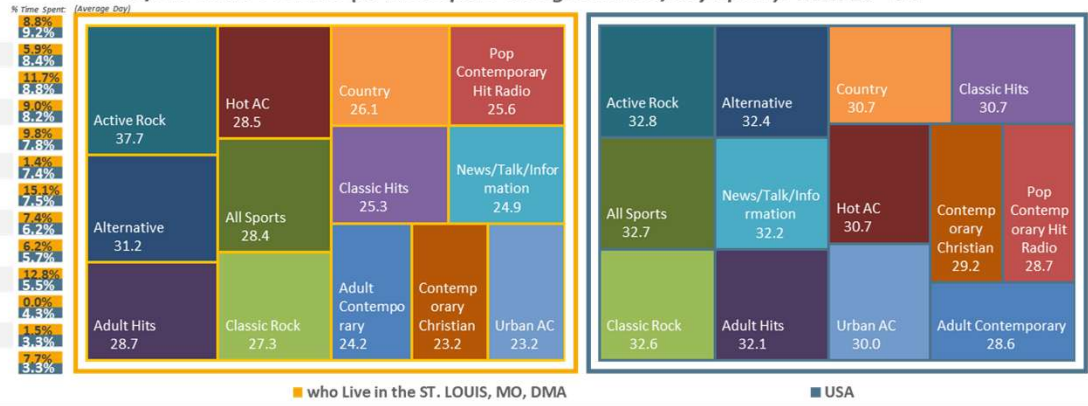 % Time Spent: (Average Day)
8.8%
9.2%
5.9%
8.4%
11.7%
8.8%
9.0%
8.2%
9.8%
7.8%
1.4%
7.4%
15.1%
7.5%
7.4%
6.2%
6.2%
5.7%
12.8%
5.5%
0.0%
4.3%
1.5%
3.3%
7.7%
3.3%
Active Rock
37.7
Alternative
31.2
Adult Hits
28.7
Hot AC
28.5
All Sports
28.4
Classic Rock
27.3
Country
26.1
Pop
Contemporary
Hit Radio
25.6
Classic Hits
25.3
News/Talk/Infor
mation
24.9
Adult
Contempo
rary
24.2
Contemp
orary
Christian
23.2
Urban AC
23.2
Active Rock
32.8
All Sports
32.7
Classic Rock
32.6
Alternative
32.4
News/Talk/Info
rmation
32.2
Adult Hits
32.1
Country
30.7
Classic Hits
30.7
Hot AC
30.7
Contemp
orary
Christian
29.2
Pop
Contemp
orary Hit
Radio
28.7
Urban AC
30.0
Adult Contemporary
28.6
who Live in the ST. LOUIS, MO, DMA
USA